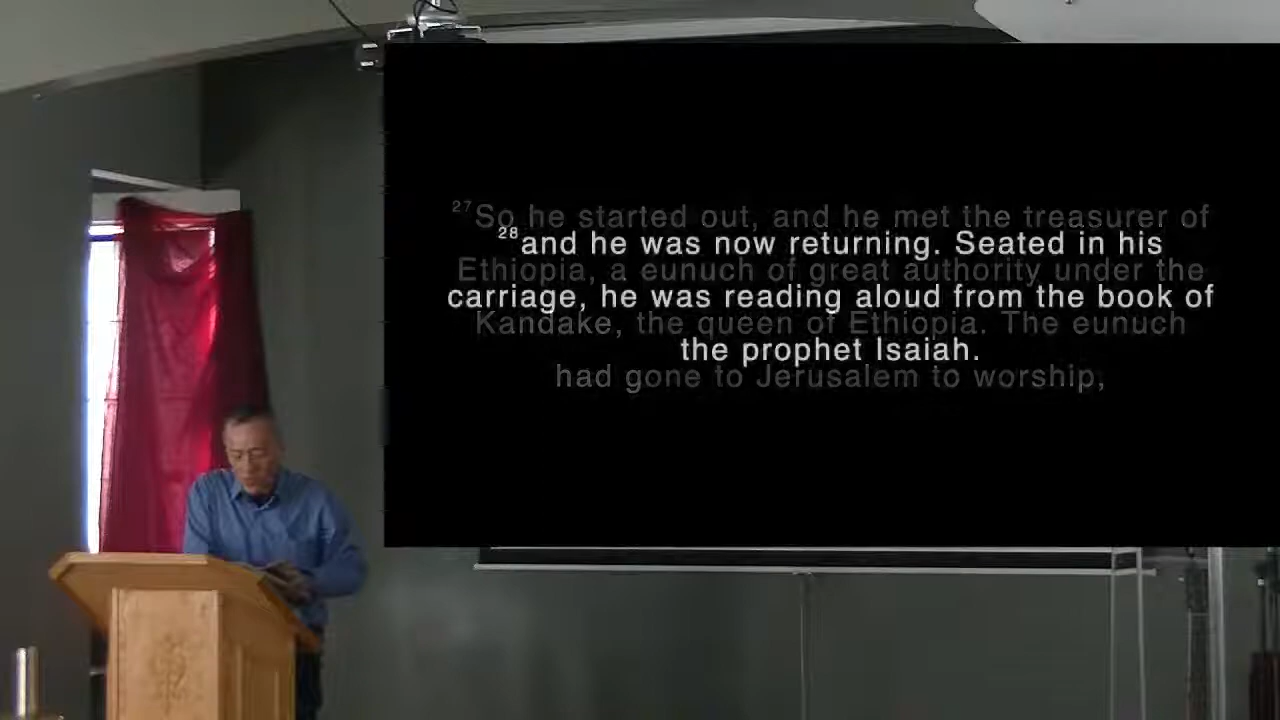 27So he started out, and he met the treasurer of
Ethiopia, a eunuch of great authority under the
Kandake, the queen of Ethiopia. The eunuch
had gone to Jerusalem to worship,
28and he was now returning. Seated in his
carriage, he was reading aloud from the book of
the prophet Isaiah.